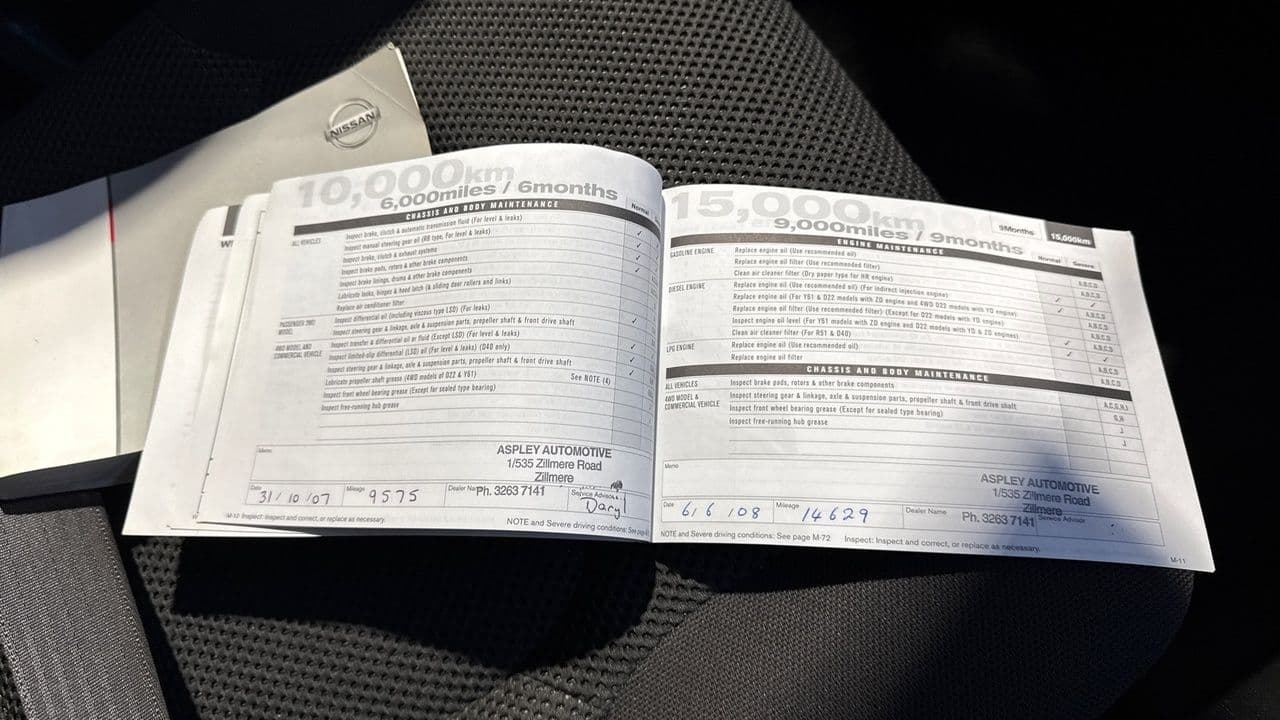 NISSAN
10,000km
6,000miles / 6months
CHASSIS AND BODY MAINTENANCE
Normal
ALL VEHICLES
Inspect brake, clutch & automatic transmission fluid (For level & leaks)
Inspect manual steering gear oil (RB type, For level & leaks)
Inspect brake, clutch & exhaust systems
Inspect brake pads, rotors & other brake components
Inspect brake linings, drums & other brake components
Lubricate locks, hinges & hood latch (& sliding door rollers and links)
Replace air conditioner filter
Inspect differential oil (including viscous type LSD) (For leaks)
PASSENGER 2WD MODEL
Inspect steering gear & linkage, axle & suspension parts, propeller shaft & front drive shaft
4WD MODEL AND COMMERCIAL VEHICLE
Inspect transfer & differential oil or fluid (Except LSD) (For level & leaks)
Inspect limited-slip differential (LSD) oil (For level & leaks) (D40 only)
Inspect steering gear & linkage, axle & suspension parts, propeller shaft & front drive shaft
Lubricate propeller shaft grease (4WD models of D22 & Y61)
See NOTE (4)
Inspect front wheel bearing grease (Except for sealed type bearing)
Inspect free-running hub grease
Memo
ASPLEY AUTOMOTIVE
1/535 Zillmere Road
Zillmere
Ph. 3263 7141
Date 31/10/07
Mileage 9575
Service Advisor
Dary
M-10 Inspect: Inspect and correct, or replace as necessary.
NOTE and Severe driving conditions: See page
15,000km
9,000miles / 9months
9Months
15,000km
ENGINE MAINTENANCE
Normal Severe
GASOLINE ENGINE
Replace engine oil (Use recommended oil)
A,B,C,D
Replace engine oil filter (Use recommended filter)
A,B,C,D
Clean air cleaner filter (Dry paper type for HR engine)
DIESEL ENGINE
Replace engine oil (Use recommended oil) (For indirect injection engine)
A,B,C,D
Replace engine oil (For Y61 & D22 models with ZD engine and 4WD D22 models with YD engine)
A,B,C,D
Replace engine oil filter (Use recommended filter) (Except for D22 models with YD engine)
A,B,C,D
Inspect engine oil level (For Y61 models with ZD engine and D22 models with YD & ZD engines)
Clean air cleaner filter (For R51 & D40)
LPG ENGINE
Replace engine oil (Use recommended oil)
A,B,C,D
Replace engine oil filter
A,B,C,D
CHASSIS AND BODY MAINTENANCE
ALL VEHICLES
Inspect brake pads, rotors & other brake components
A,C,G,H,I
4WD MODEL & COMMERCIAL VEHICLE
Inspect steering gear & linkage, axle & suspension parts, propeller shaft & front drive shaft
G,H
Inspect front wheel bearing grease (Except for sealed type bearing)
J
Inspect free-running hub grease
J
Memo
ASPLEY AUTOMOTIVE
1/535 Zillmere Road
Zillmere
Ph. 3263 7141
Date 6/6/08
Mileage 14629
Dealer Name
Service Advisor
NOTE and Severe driving conditions: See page M-72
Inspect: Inspect and correct, or replace as necessary.
M-11